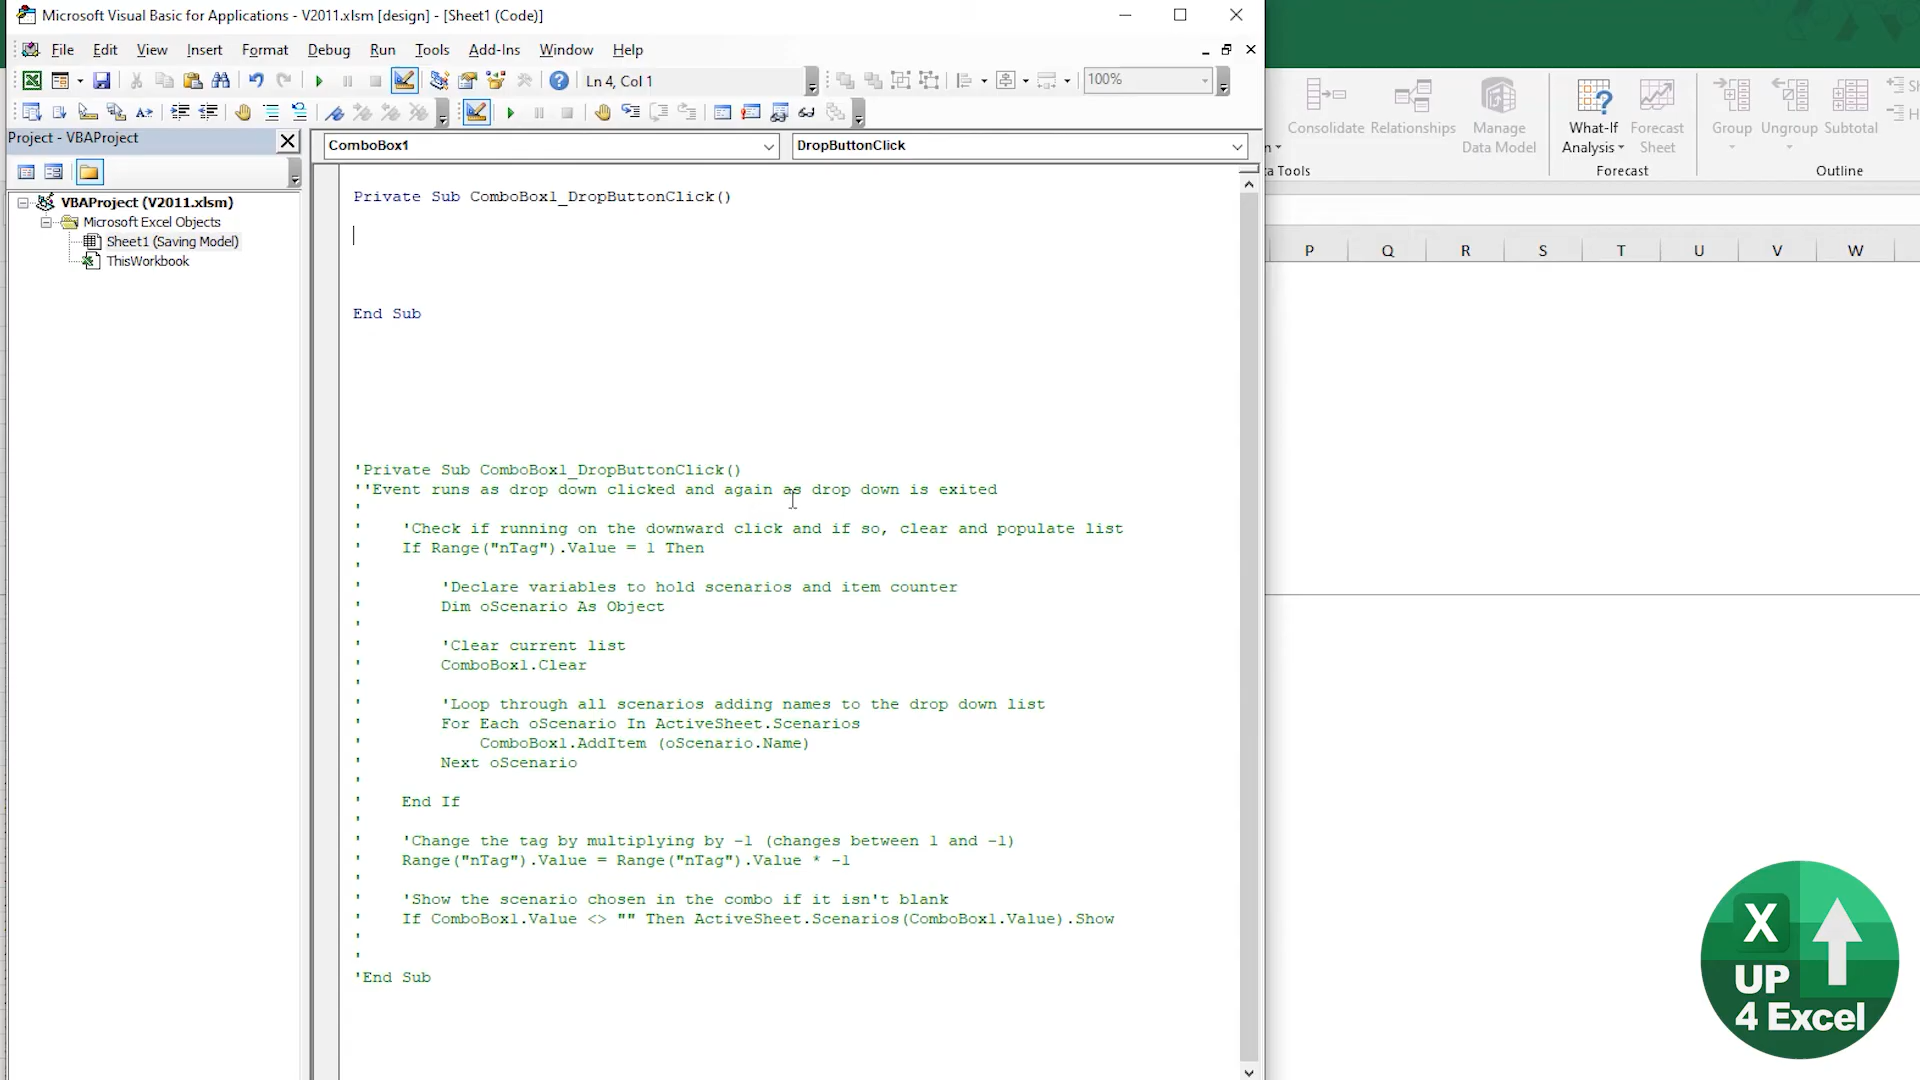 Microsoft Visual Basic for Applications - V2011.xlsm [design] - [Sheet1 (Code)]
File Edit View Insert Format Debug Run Tools Add-Ins Window Help
Ln 4, Col 1
100%
Project - VBAProject
ComboBox1
DropButtonClick
VBAProject (V2011.xlsm)
Microsoft Excel Objects
Sheet1 (Saving Model)
ThisWorkbook
Private Sub ComboBox1_DropButtonClick()
End Sub
'Private Sub ComboBox1_DropButtonClick()
''Event runs as drop down clicked and again as drop down is exited
'
' 'Check if running on the downward click and if so, clear and populate list
' If Range("nTag").Value = 1 Then
'
' 'Declare variables to hold scenarios and item counter
' Dim oScenario As Object
'
' 'Clear current list
' ComboBox1.Clear
'
' 'Loop through all scenarios adding names to the drop down list
' For Each oScenario In ActiveSheet.Scenarios
' ComboBox1.AddItem (oScenario.Name)
' Next oScenario
'
' End If
'
' 'Change the tag by multiplying by -1 (changes between 1 and -1)
' Range("nTag").Value = Range("nTag").Value * -1
'
' 'Show the scenario chosen in the combo if it isn't blank
' If ComboBox1.Value <> "" Then ActiveSheet.Scenarios(ComboBox1.Value).Show
'
'
'End Sub
Consolidate Relationships Manage Data Model
What-If Analysis Forecast Sheet
Group Ungroup Subtotal
a Tools
Forecast
Outline
P Q R S T U V W
X
UP
4 Excel